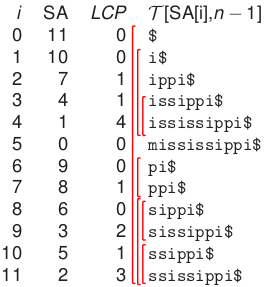 i SA LCP T[SA[i],n − 1]
0 11 0 $
1 10 0 i$
2 7 1 ippi$
3 4 1 issippi$
4 1 4 ississippi$
5 0 0 mississippi$
6 9 0 pi$
7 8 1 ppi$
8 6 0 sippi$
9 3 2 sissippi$
10 5 1 ssippi$
11 2 3 ssissippi$